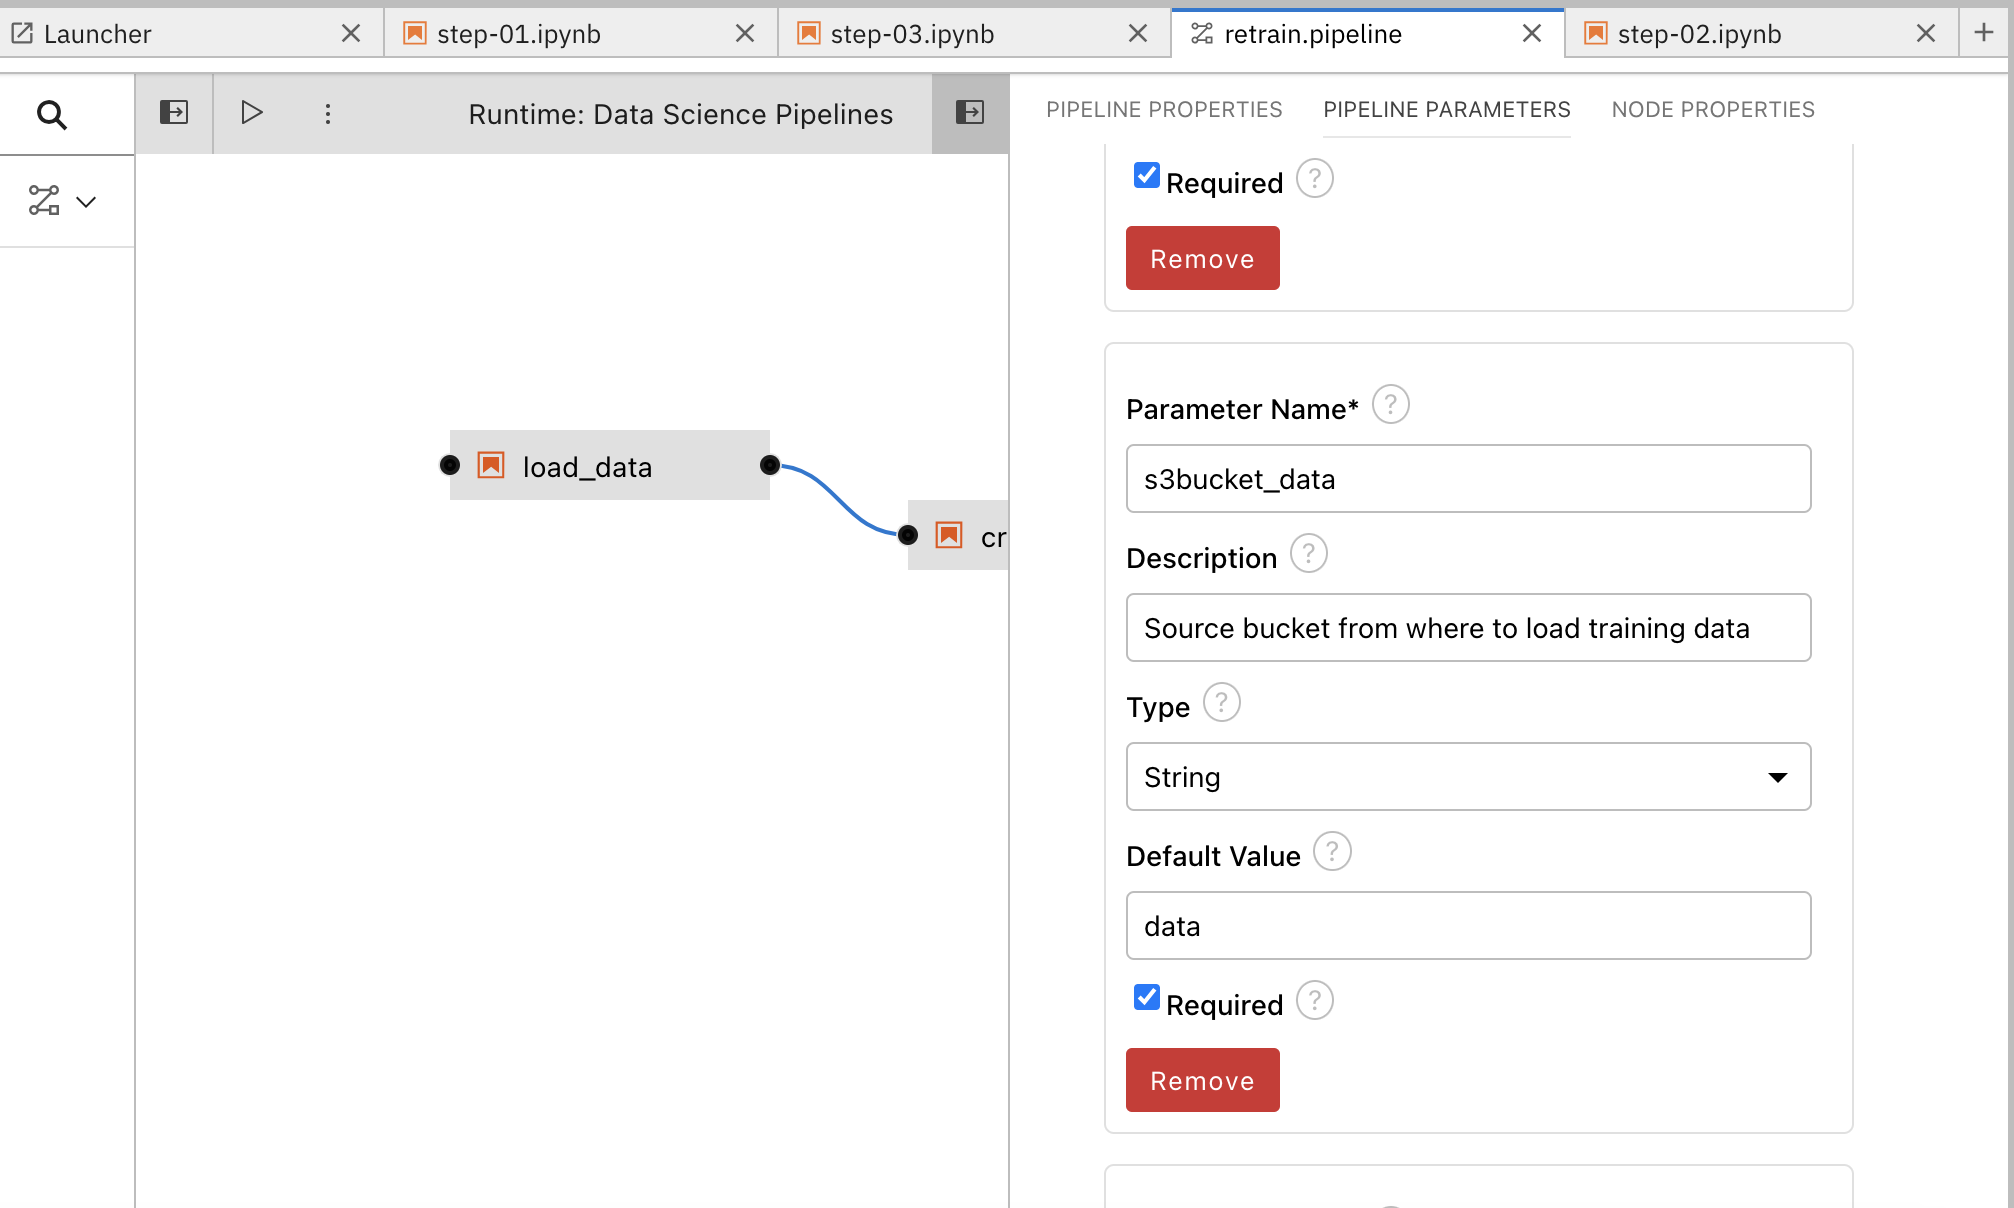 Launcher
step-01.ipynb
step-03.ipynb
retrain.pipeline
step-02.ipynb
Runtime: Data Science Pipelines
load_data
cr
PIPELINE PROPERTIES
PIPELINE PARAMETERS
NODE PROPERTIES
Required ?
Remove
Parameter Name* ?
s3bucket_data
Description ?
Source bucket from where to load training data
Type ?
String
Default Value ?
data
Required ?
Remove